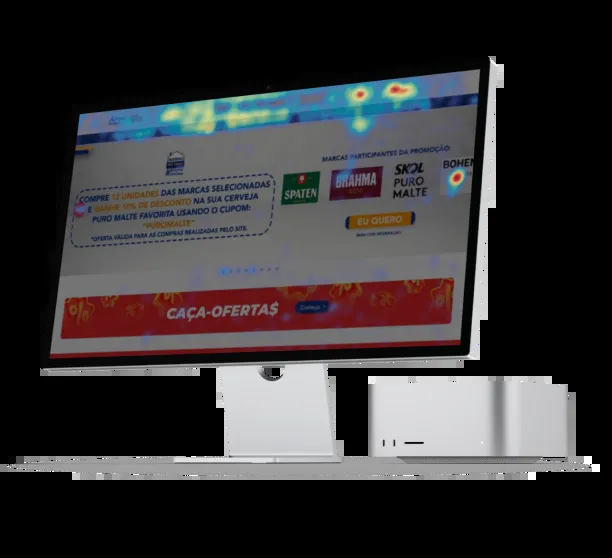 MARCAS PARTICIPANTES DA PROMOÇÃO:
COMPRE 12 UNIDADES DAS MARCAS SELECIONADAS
E GANHE 10% DE DESCONTO NA SUA CERVEJA
PURO MALTE FAVORITA USANDO O CUPOM:
"PUROMALTE"
*OFERTA VÁLIDA PARA AS COMPRAS REALIZADAS PELO SITE.
SPATEN
BRAHMA
SKOL
PURO
MALTE
BOHEM
EU QUERO
CAÇA-OFERTA$